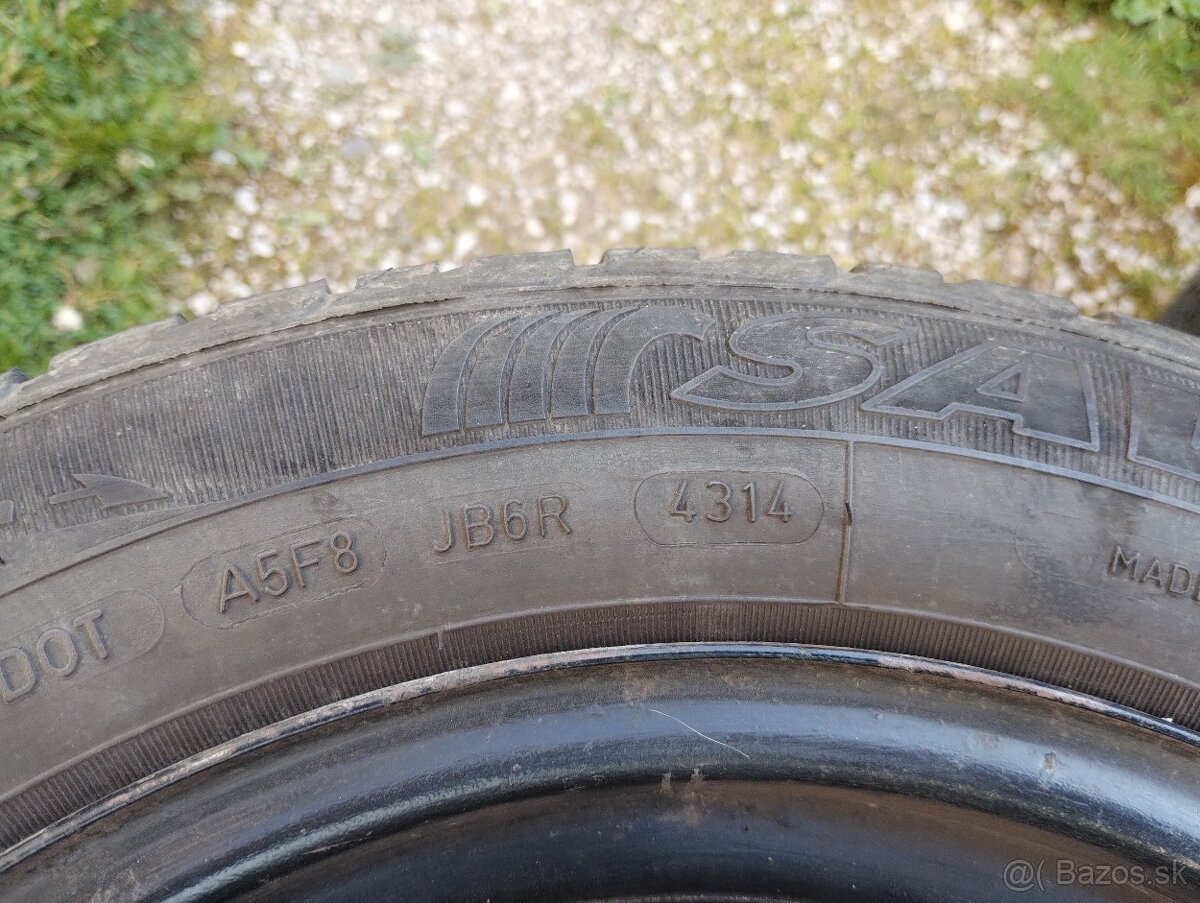 SA
DOT A5F8 JB6R 4314
MADE
@( Bazos.sk